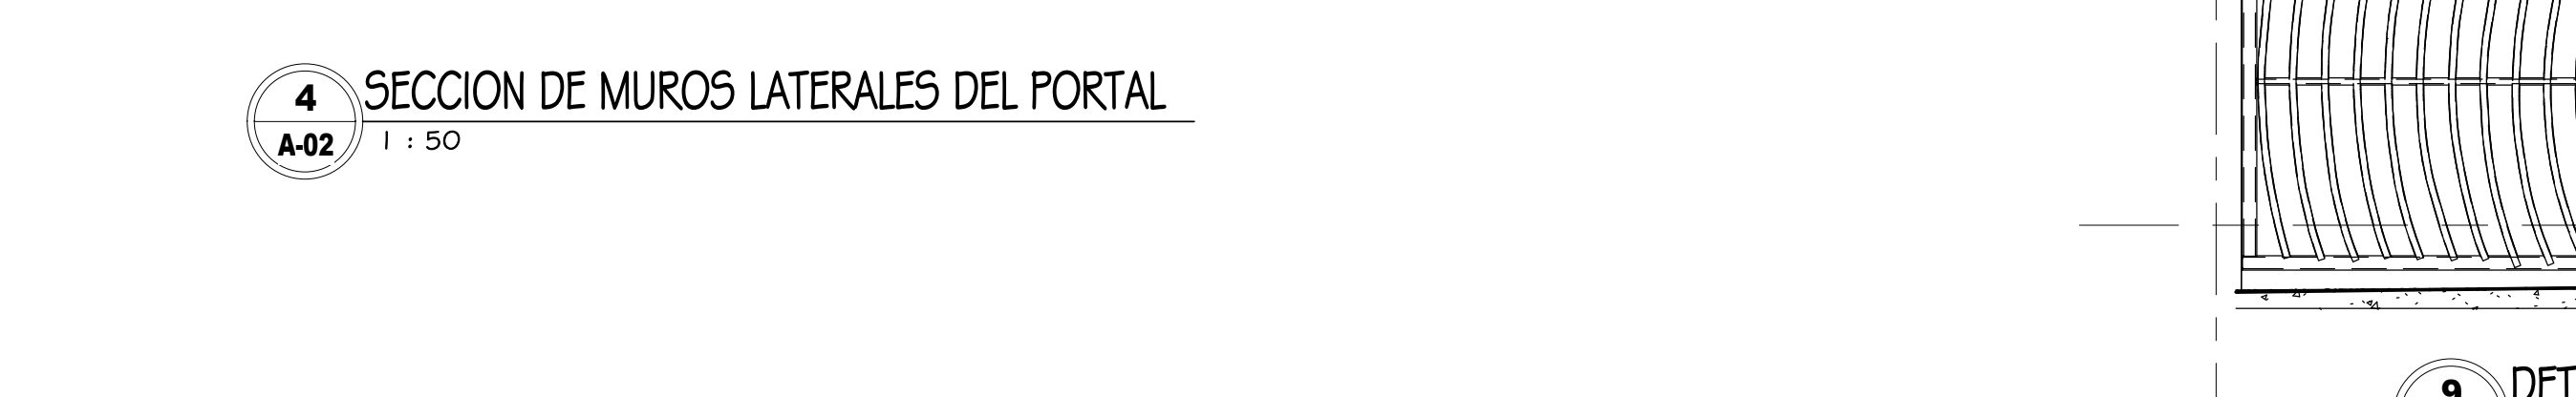 4
SECCION DE MUROS LATERALES DEL PORTAL
A-02
1 : 50
9